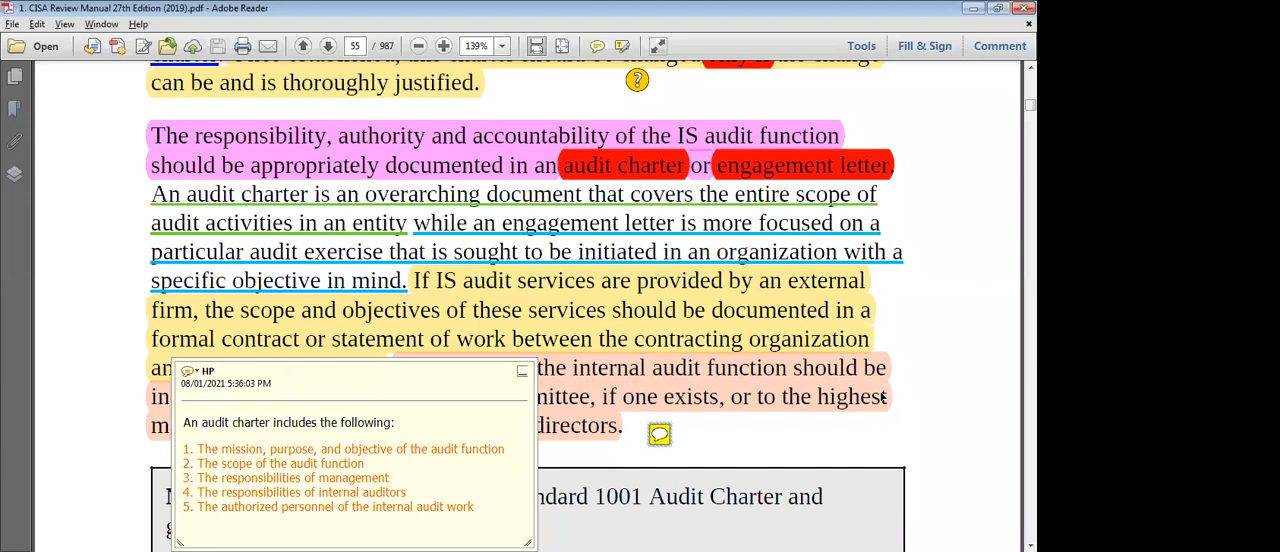 1. CISA Review Manual 27th Edition (2019).pdf - Adobe Reader
File Edit View Window Help
Open 55 / 987 139% Tools Fill & Sign Comment
can be and is thoroughly justified.
The responsibility, authority and accountability of the IS audit function
should be appropriately documented in an audit charter or engagement letter.
An audit charter is an overarching document that covers the entire scope of
audit activities in an entity while an engagement letter is more focused on a
particular audit exercise that is sought to be initiated in an organization with a
specific objective in mind. If IS audit services are provided by an external
firm, the scope and objectives of these services should be documented in a
formal contract or statement of work between the contracting organization
the internal audit function should be
if one exists, or to the highest
directors.
HP
08/01/2021 5:36:03 PM
An audit charter includes the following:
1. The mission, purpose, and objective of the audit function
2. The scope of the audit function
3. The responsibilities of management
4. The responsibilities of internal auditors
5. The authorized personnel of the internal audit work
1001 Audit Charter and